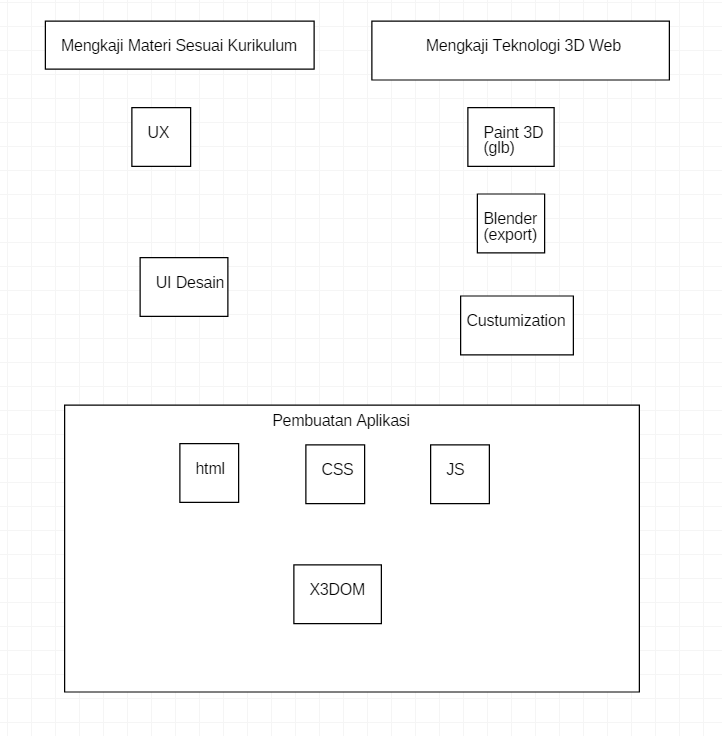 Mengkaji Materi Sesuai Kurikulum
Mengkaji Teknologi 3D Web
UX
Paint 3D
(glb)
Blender
(export)
UI Desain
Custumization
Pembuatan Aplikasi
html
CSS
JS
X3DOM